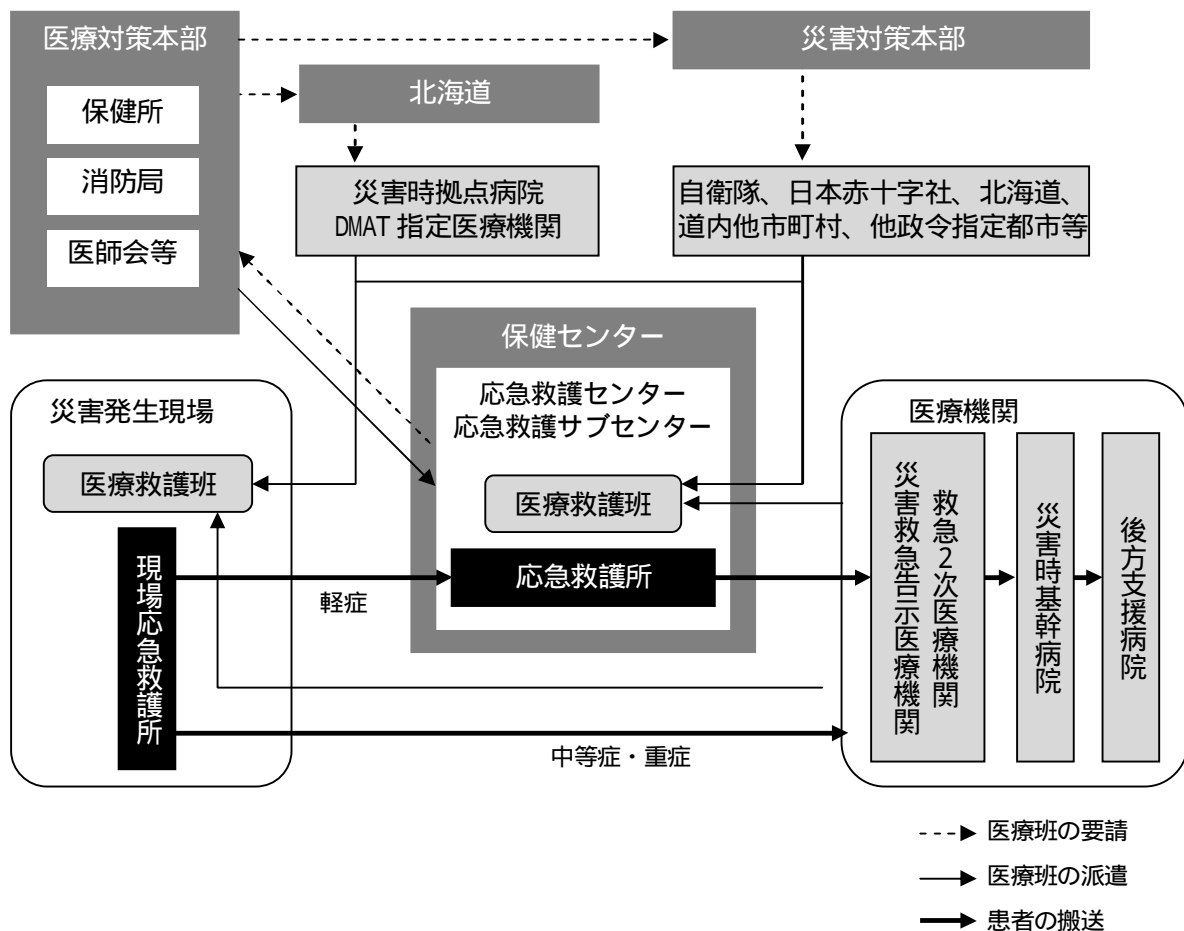 医療対策本部
保健所
消防局
医師会等
災害対策本部
北海道
災害時拠点病院
DMAT 指定医療機関
自衛隊、日本赤十字社、北海道、
道内他市町村、他政令指定都市等
保健センター
応急救護センター
応急救護サブセンター
医療救護班
応急救護所
災害発生現場
医療救護班
現場応急救護所
軽症
中等症・重症
医療機関
救急2次医療機関
災害救急告示医療機関
災害時基幹病院
後方支援病院
医療班の要請
医療班の派遣
患者の搬送